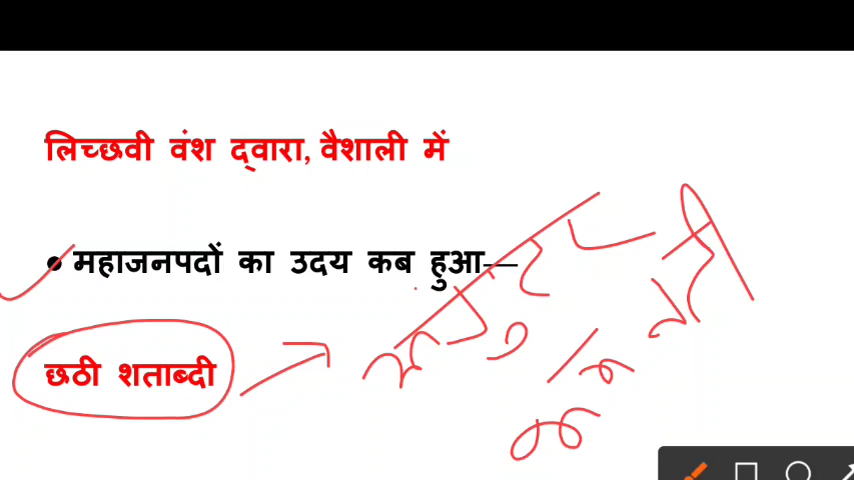 लिच्छवी वंश द्वारा, वैशाली में
● महाजनपदों का उदय कब हुआ—
छठी शताब्दी